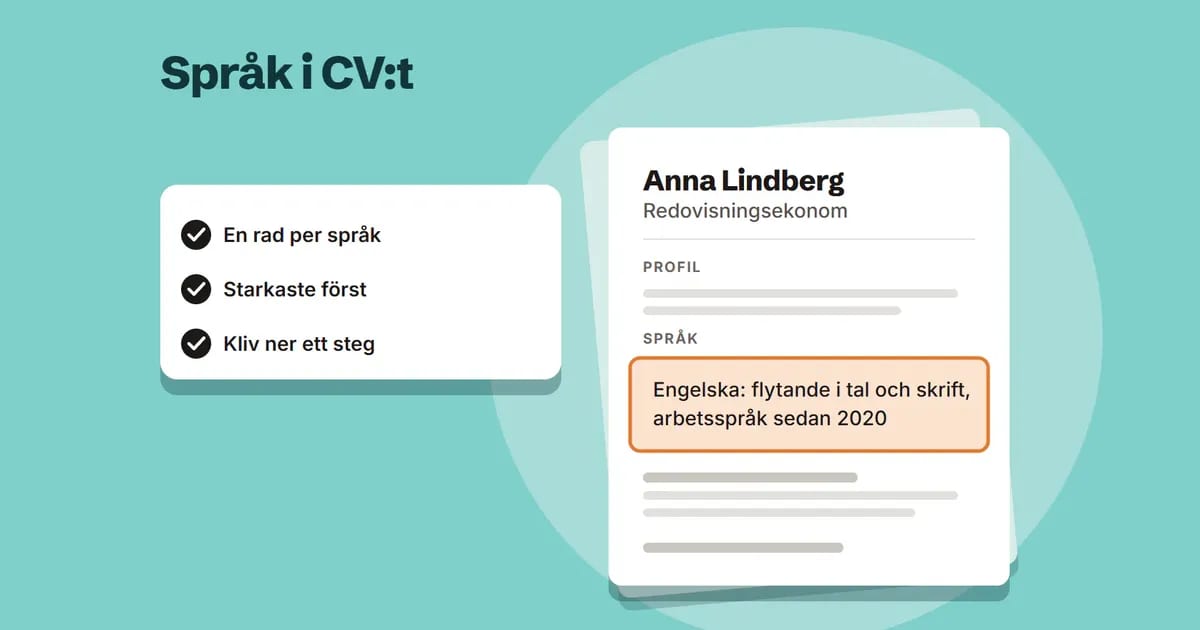 Språk i CV:t
En rad per språk
Starkaste först
Kliv ner ett steg
Anna Lindberg
Redovisningsekonom
PROFIL
SPRÅK
Engelska: flytande i tal och skrift,
arbetsspråk sedan 2020